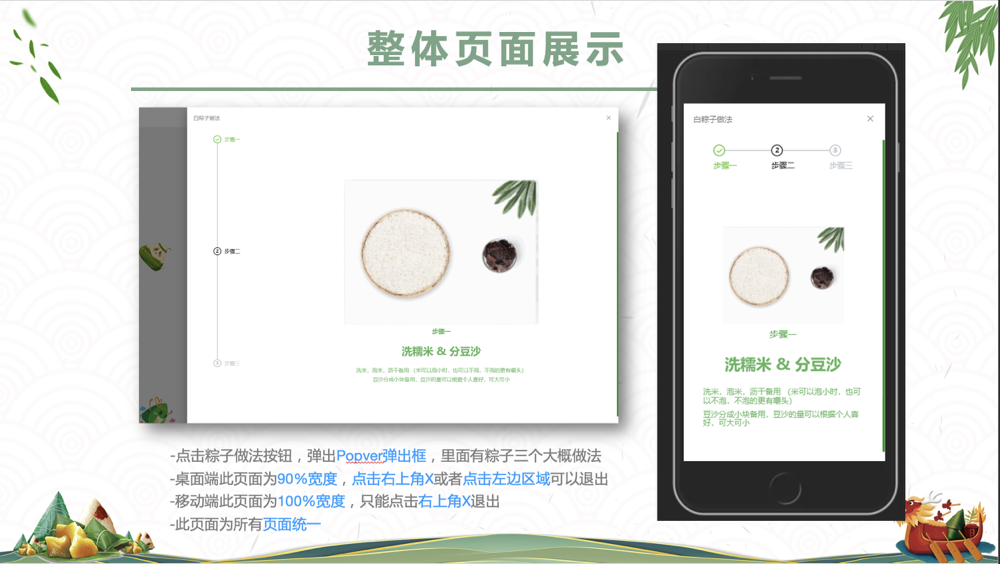 整体页面展示
白粽子做法
×
步骤一
2 步骤二
3 步骤三
步骤一
洗糯米 & 分豆沙
洗米、泡米、沥干备用 （米可以泡小时，也可以不泡、不泡的更有嚼头）
豆沙分成小块备用、豆沙的量可以根据个人喜好，可大可小
白粽子做法
×
2 3
步骤一 步骤二 步骤三
步骤一
洗糯米 & 分豆沙
洗米、泡米、沥干备用 （米可以泡小时，也可
以不泡、不泡的更有嚼头）
豆沙分成小块备用、豆沙的量可以根据个人喜
好，可大可小
-点击粽子做法按钮，弹出Popver弹出框，里面有粽子三个大概做法
-桌面端此页面为90%宽度，点击右上角X或者点击左边区域可以退出
-移动端此页面为100%宽度，只能点击右上角X退出
-此页面为所有页面统一